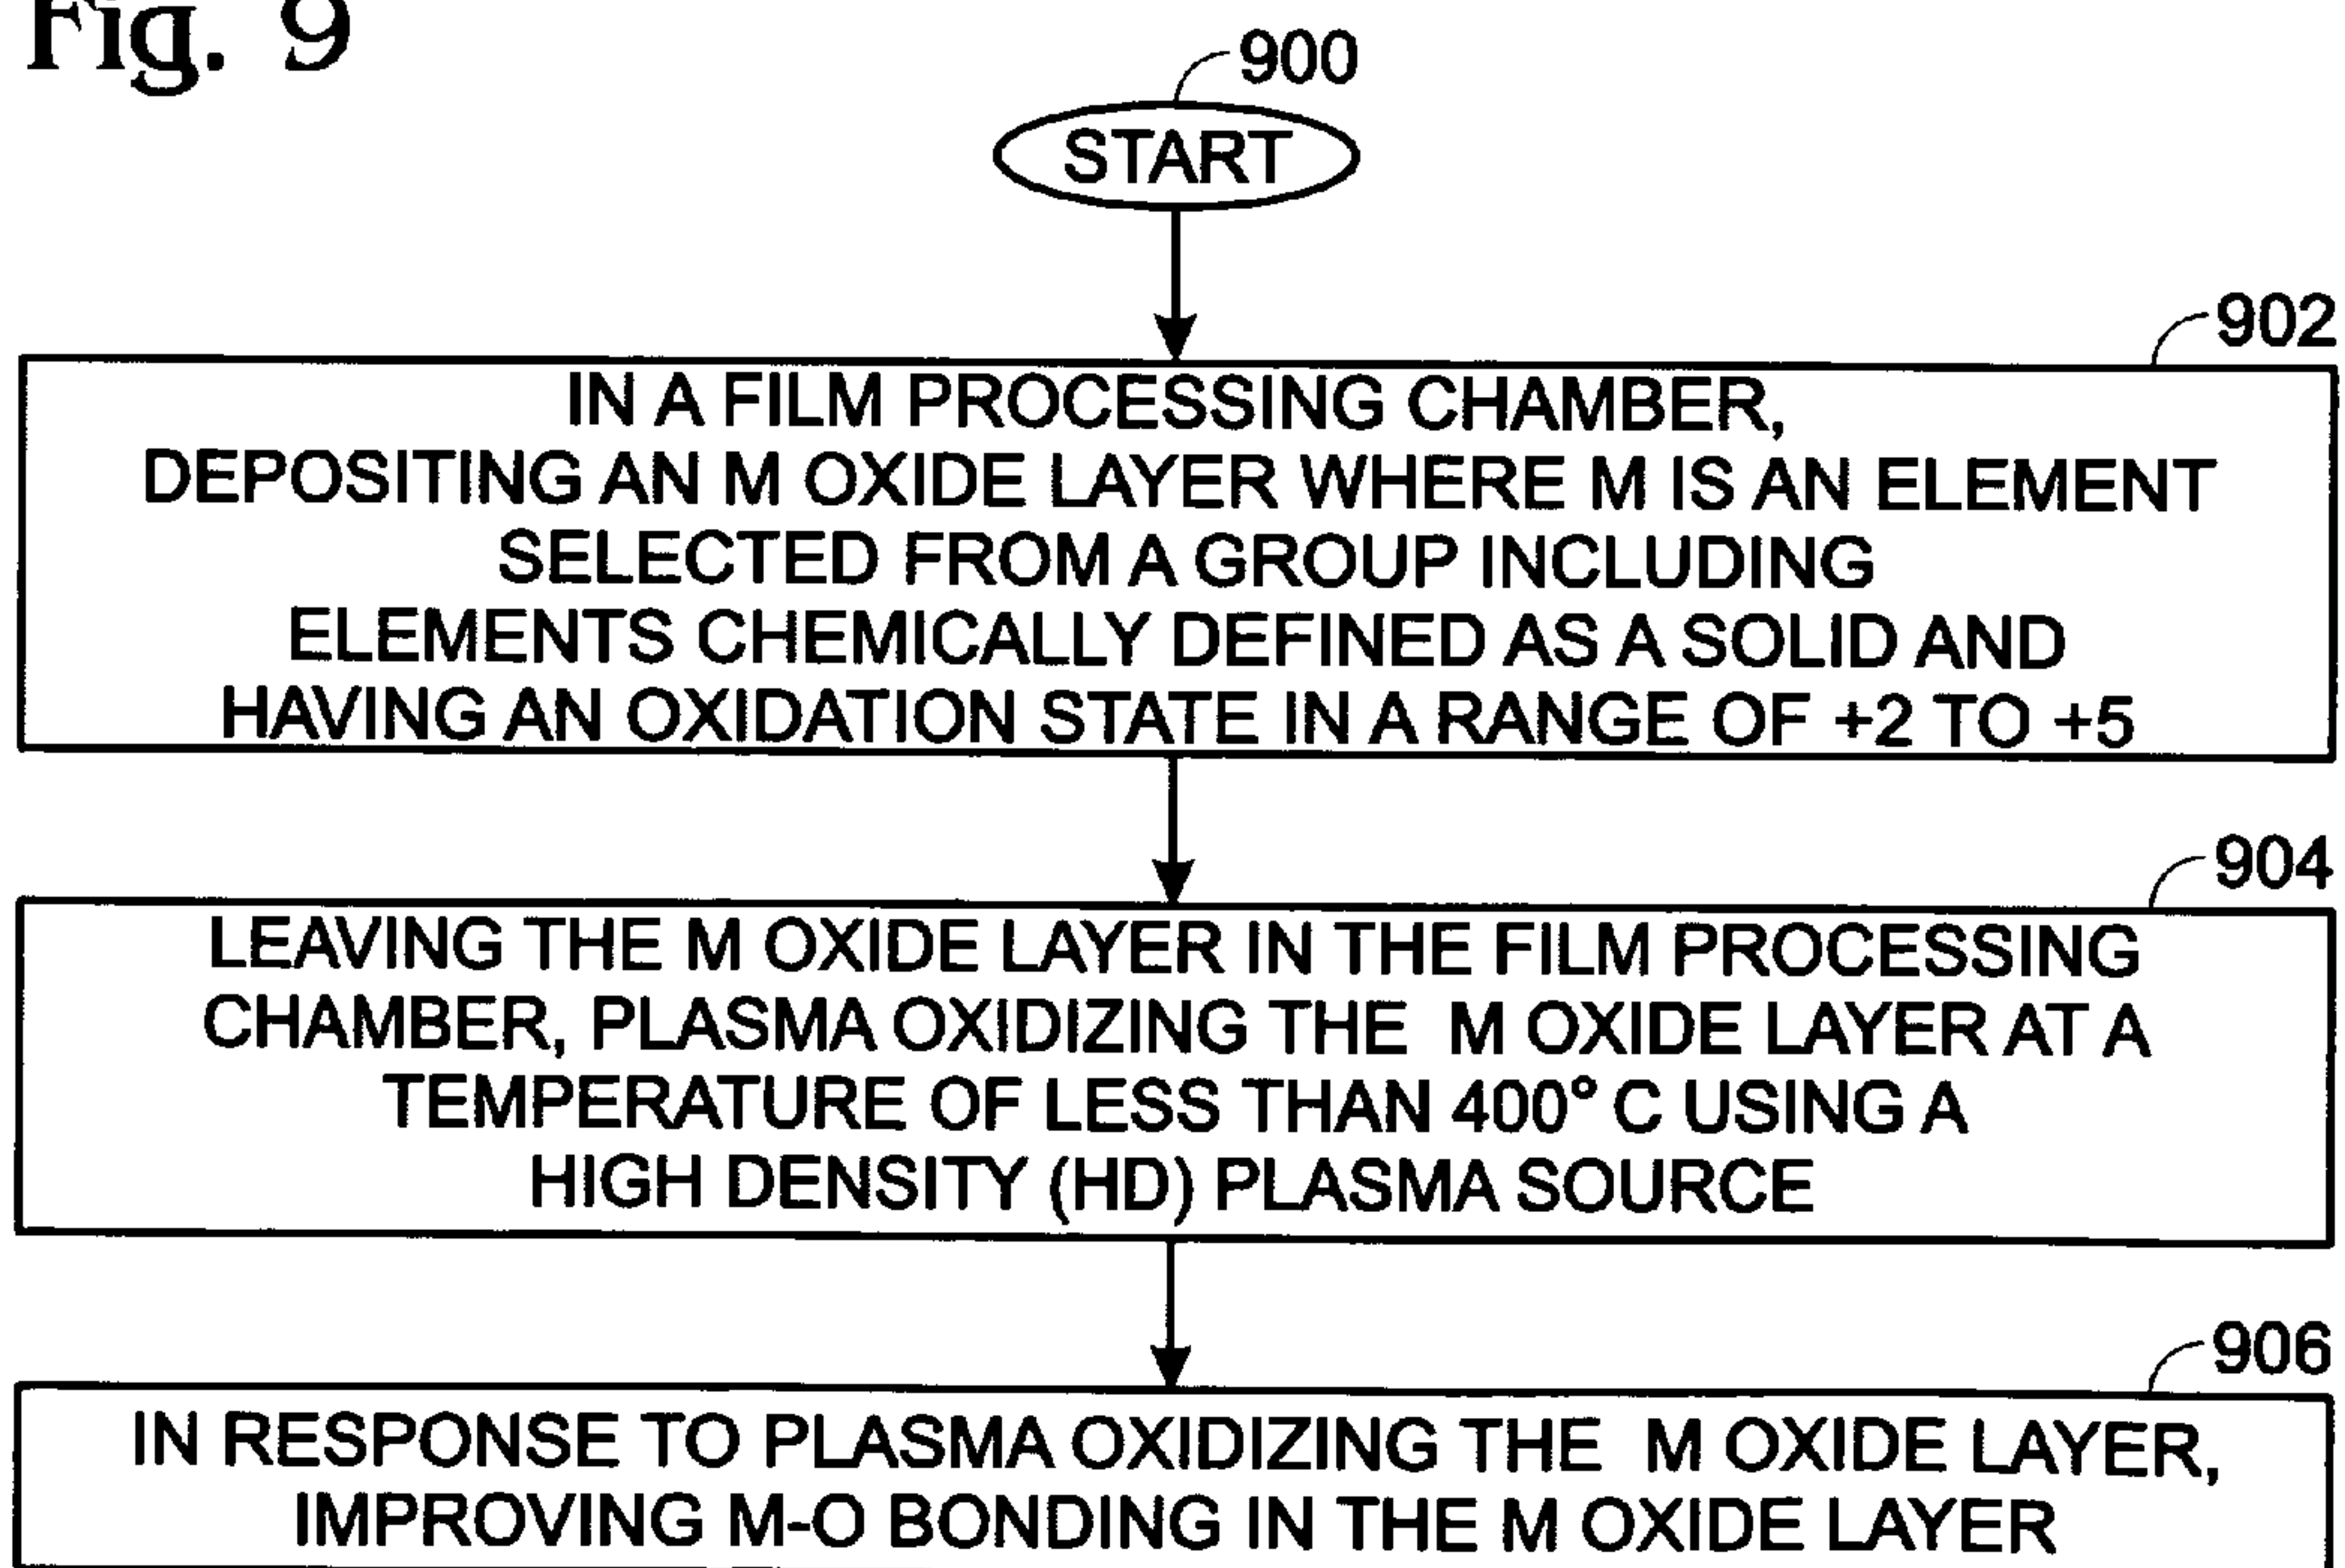 Fig. 9
900
START
902
IN A FILM PROCESSING CHAMBER,
DEPOSITING AN M OXIDE LAYER WHERE M IS AN ELEMENT
SELECTED FROM A GROUP INCLUDING
ELEMENTS CHEMICALLY DEFINED AS A SOLID AND
HAVING AN OXIDATION STATE IN A RANGE OF +2 TO +5
904
LEAVING THE M OXIDE LAYER IN THE FILM PROCESSING
CHAMBER, PLASMA OXIDIZING THE M OXIDE LAYER AT A
TEMPERATURE OF LESS THAN 400° C USING A
HIGH DENSITY (HD) PLASMA SOURCE
906
IN RESPONSE TO PLASMA OXIDIZING THE M OXIDE LAYER,
IMPROVING M-O BONDING IN THE M OXIDE LAYER